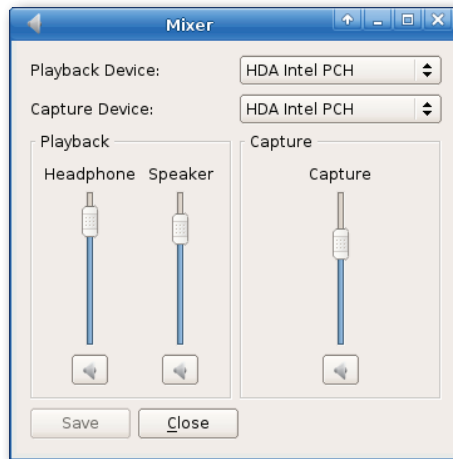 Mixer
Playback Device: HDA Intel PCH
Capture Device: HDA Intel PCH
Playback Capture
Headphone Speaker Capture
Save Close